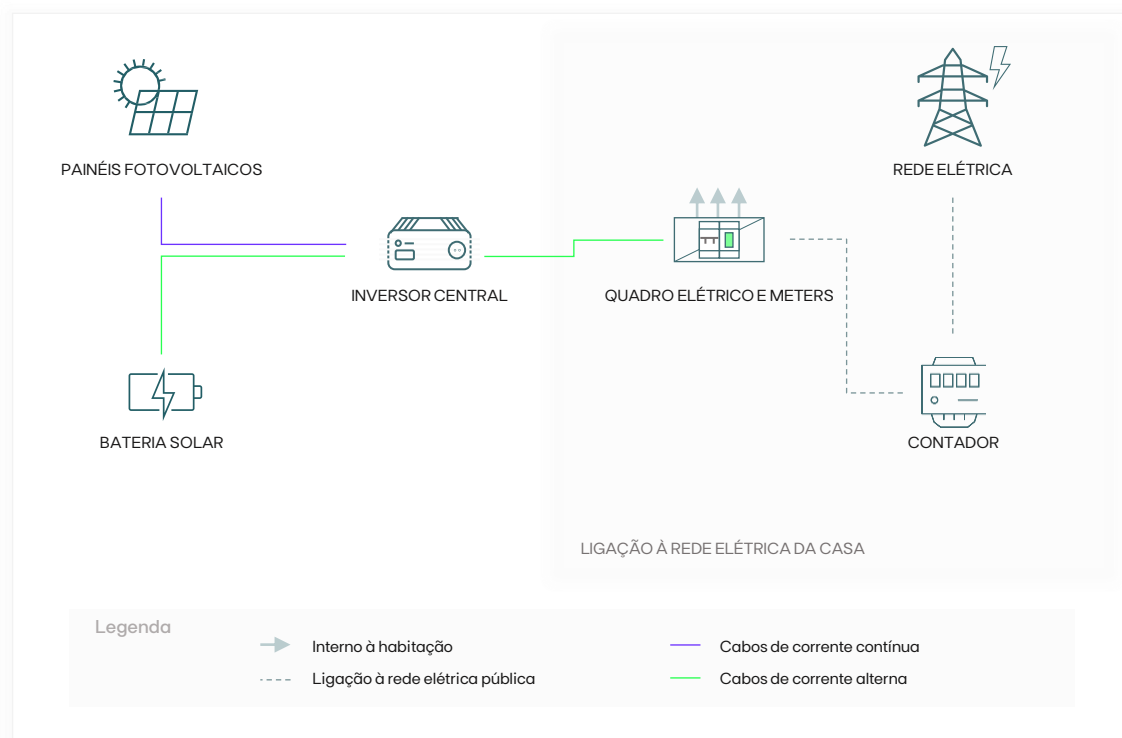 PAINÉIS FOTOVOLTAICOS
REDE ELÉTRICA
INVERSOR CENTRAL
QUADRO ELÉTRICO E METERS
BATERIA SOLAR
CONTADOR
LIGAÇÃO À REDE ELÉTRICA DA CASA
Legenda
Interno à habitação
Cabos de corrente contínua
Ligação à rede elétrica pública
Cabos de corrente alterna